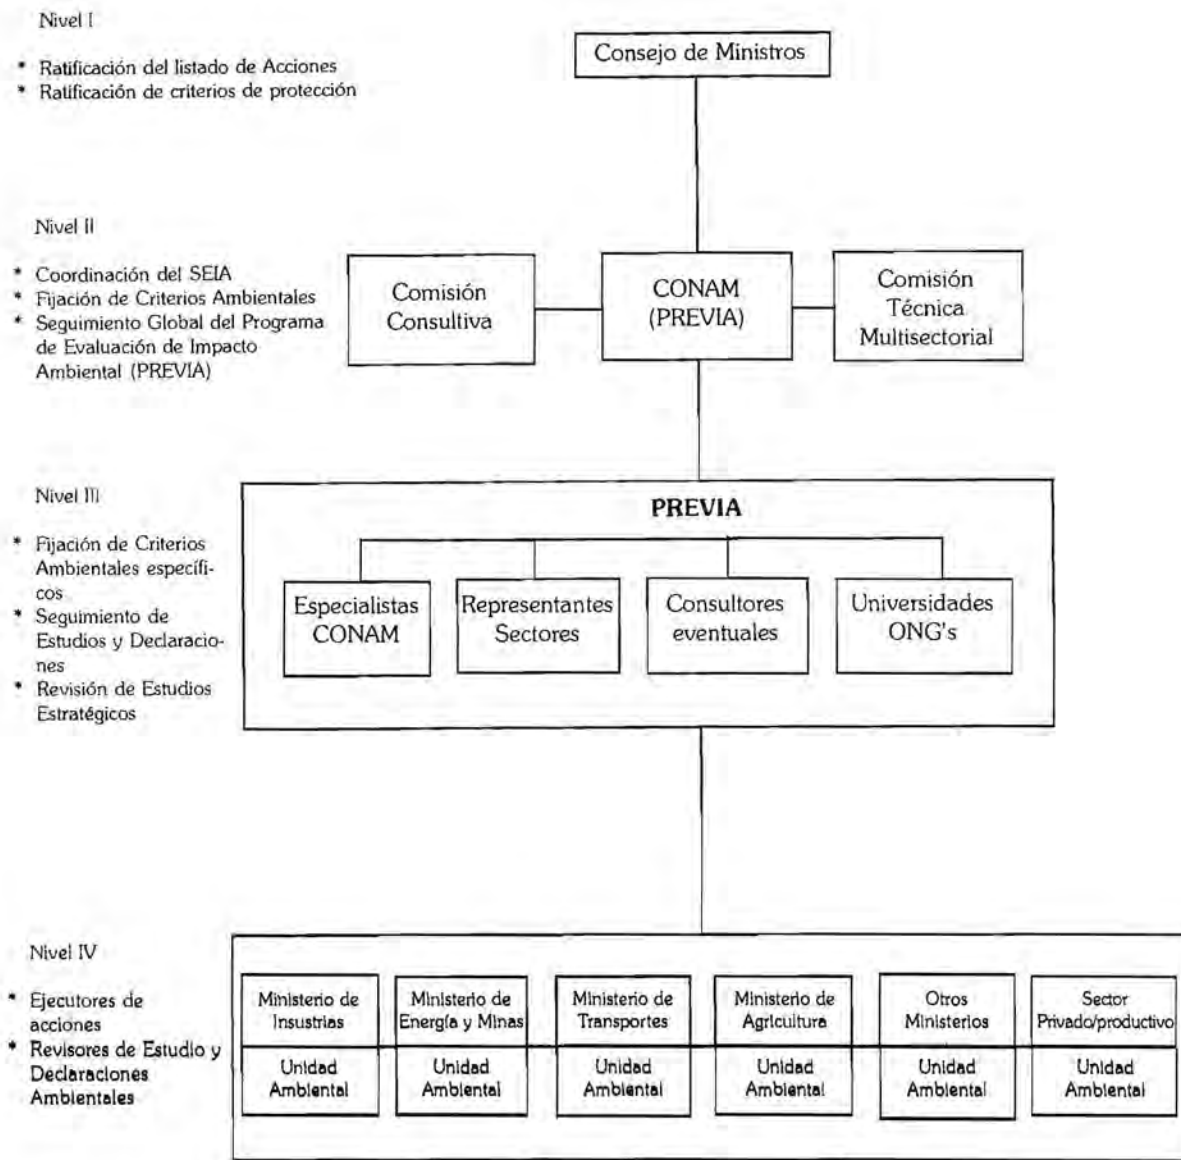 Nivel I
* Ratificación del listado de Acciones
* Ratificación de criterios de protección
Consejo de Ministros
Nivel II
* Coordinación del SEIA
* Fijación de Criterios Ambientales
* Seguimiento Global del Programa
de Evaluación de Impacto
Ambiental (PREVIA)
Comisión
Consultiva
CONAM
(PREVIA)
Comisión
Técnica
Multisectorial
Nivel III
* Fijación de Criterios
Ambientales específi-
cos
* Seguimiento de
Estudios y Declaracio-
nes
* Revisión de Estudios
Estratégicos
PREVIA
Especialistas
CONAM
Representantes
Sectores
Consultores
eventuales
Universidades
ONG's
Nivel IV
* Ejecutores de
acciones
* Revisores de Estudio y
Declaraciones
Ambientales
Ministerio de
Insustrias
Ministerio de
Energía y Minas
Ministerio de
Transportes
Ministerio de
Agricultura
Otros
Ministerios
Sector
Privado/productivo
Unidad
Ambiental
Unidad
Ambiental
Unidad
Ambiental
Unidad
Ambiental
Unidad
Ambiental
Unidad
Ambiental